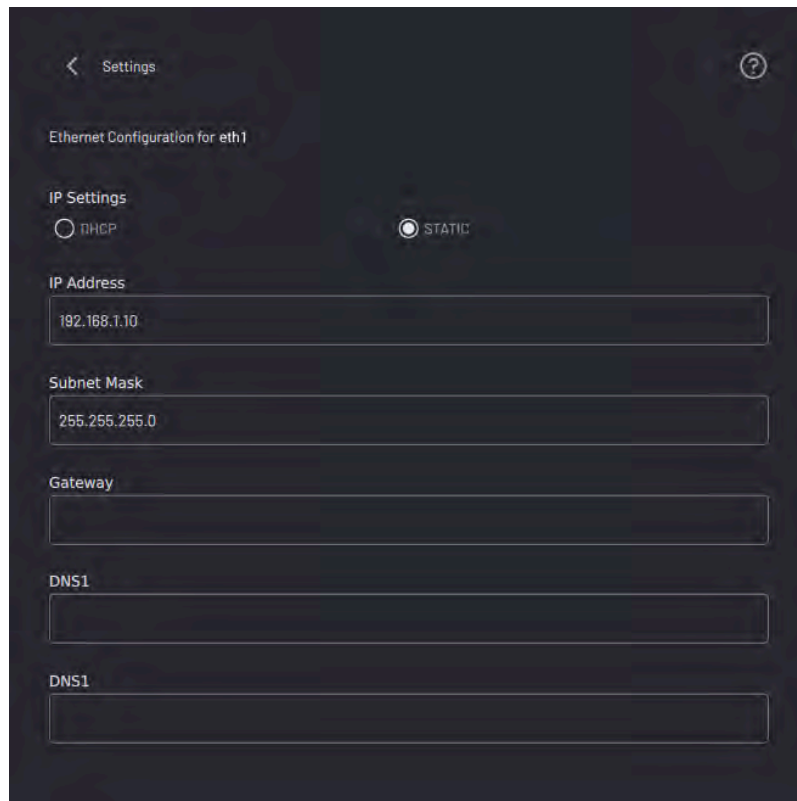 Settings
Ethernet Configuration for eth1
IP Settings
DHCP STATIC
IP Address
192.168.1.10
Subnet Mask
255.255.255.0
Gateway
DNS1
DNS1